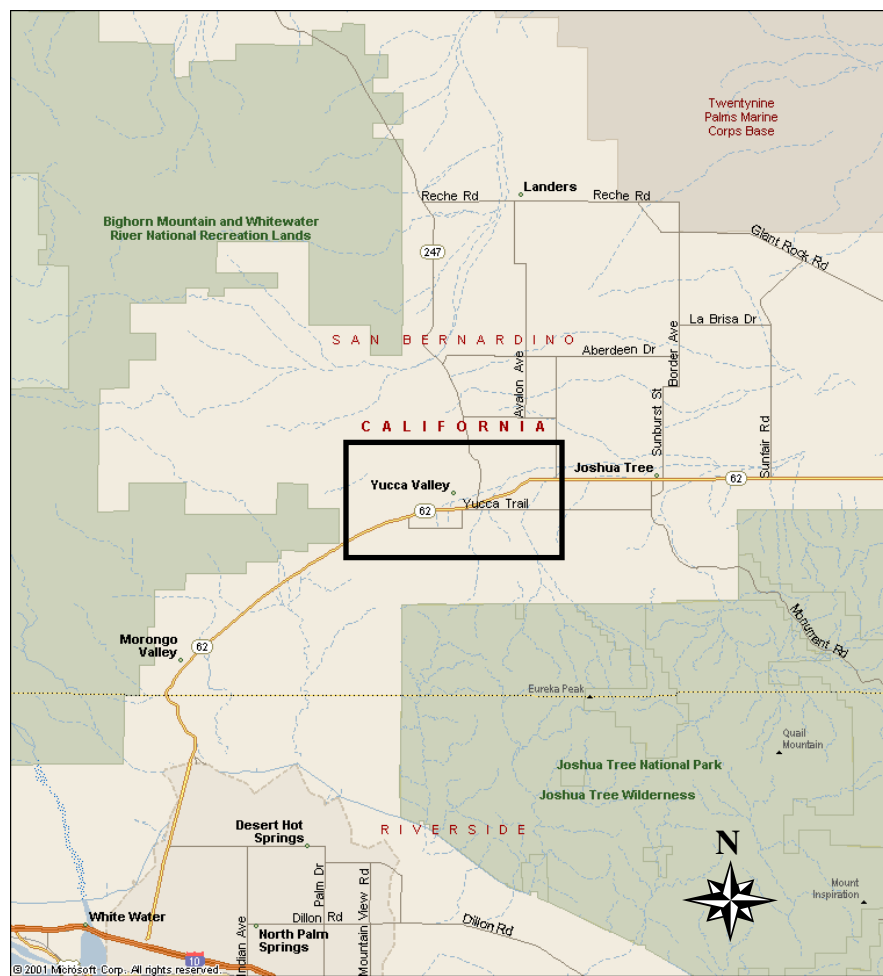 Twentynine
Palms Marine
Corps Base
Landers
Reche Rd
Reche Rd
Bighorn Mountain and Whitewater
River National Recreation Lands
Giant Rock Rd
247
La Brisa Dr
SAN BERNARDINO
Aberdeen Dr
Border Ave
Avalon Ave
Sunburst St
Sunfair Rd
CALIFORNIA
Joshua Tree
62
Yucca Valley
62
Yucca Trail
Morongo
Valley
62
Monument Rd
Eureka Peak
Quail
Mountain
Joshua Tree National Park
Joshua Tree Wilderness
RIVERSIDE
Desert Hot
Springs
N
Palm Dr
Mountain View Rd
Mount
Inspiration
White Water
Indian Ave
Dillon Rd
Dillon Rd
North Palm
Springs
10
© 2001 Microsoft Corp. All rights reserved.